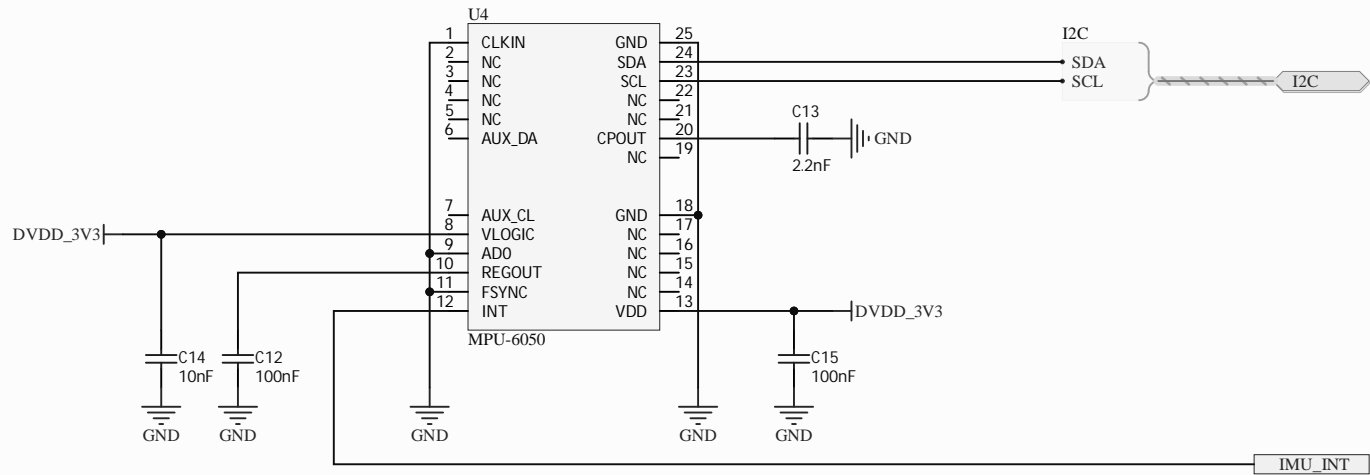 U4
1 CLKIN GND 25
2 NC SDA 24
3 NC SCL 23
4 NC NC 22
5 NC NC 21
6 AUX_DA CPOUT 20
NC 19
7 AUX_CL GND 18
8 VLOGIC NC 17
9 AD0 NC 16
10 REGOUT NC 15
11 FSYNC NC 14
12 INT VDD 13
MPU-6050
I2C
SDA
SCL
I2C
C13
2.2nF
GND
DVDD_3V3
DVDD_3V3
C14
10nF
C12
100nF
C15
100nF
GND
GND
GND
GND
GND
IMU_INT